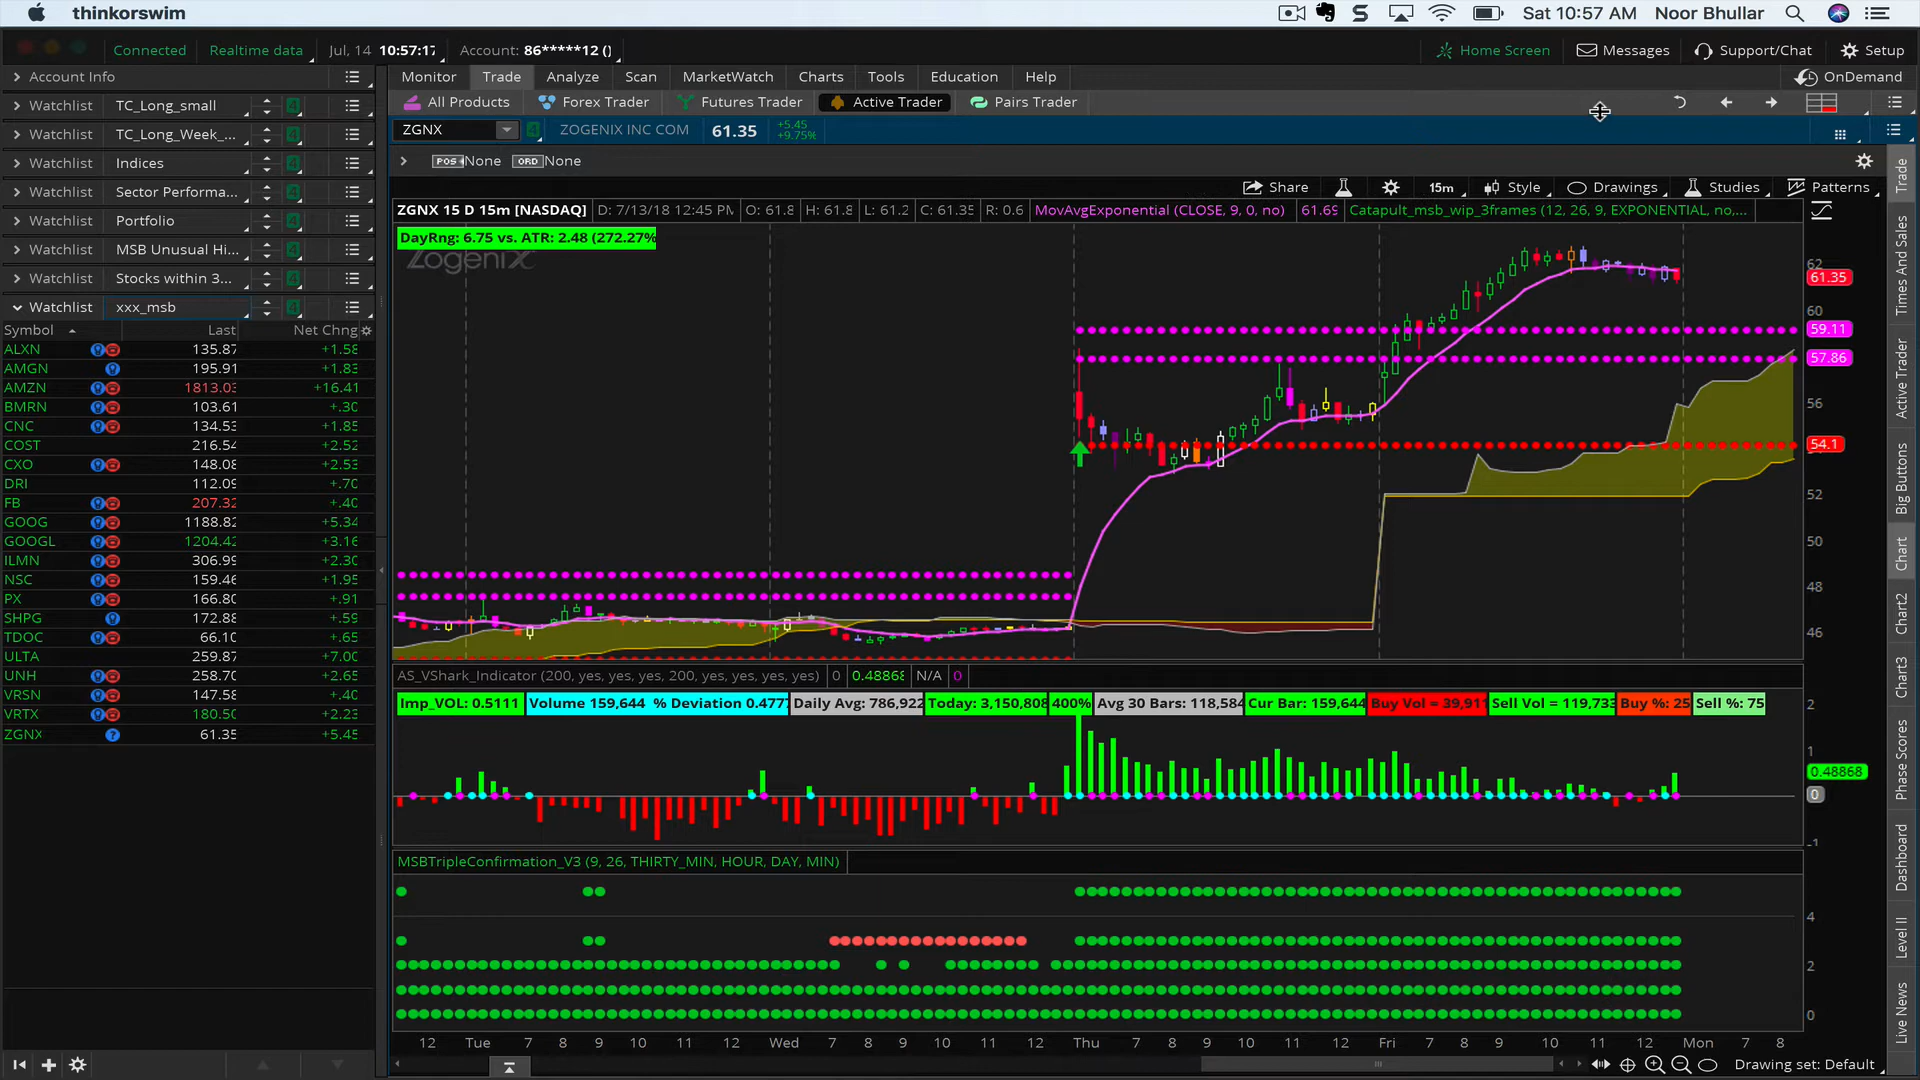 thinkorswim
Sat 10:57 AM
Noor Bhullar
Connected
Realtime data
Jul, 14 10:57:17
Account: 86*****12 ()
Home Screen
Messages
Support/Chat
Setup
Account Info
Watchlist TC_Long_small
Watchlist TC_Long_Week_...
Watchlist Indices
Watchlist Sector Performa...
Watchlist Portfolio
Watchlist MSB Unusual Hi...
Watchlist Stocks within 3...
Watchlist xxx_msb
Symbol Last Net Chng
ALXN 135.87 +1.58
AMGN 195.91 +1.83
AMZN 1813.03 +16.41
BMRN 103.61 +.30
CNC 134.53 +1.85
COST 216.54 +2.52
CXO 148.08 +2.53
DRI 112.09 +.70
FB 207.32 +.40
GOOG 1188.82 +5.34
GOOGL 1204.42 +3.16
ILMN 306.99 +2.30
NSC 159.46 +1.95
PX 166.80 +.91
SHPG 172.88 +.59
TDOC 66.10 +.65
ULTA 259.87 +7.00
UNH 258.70 +2.65
VRSN 147.58 +.40
VRTX 180.50 +2.23
ZGNX 61.35 +5.45
Monitor Trade Analyze Scan MarketWatch Charts Tools Education Help
OnDemand
All Products Forex Trader Futures Trader Active Trader Pairs Trader
ZGNX
ZOGENIX INC COM
61.35
+5.45
+9.75%
POS None ORD None
Share 15m Style Drawings Studies Patterns
ZGNX 15 D 15m [NASDAQ] D: 7/13/18 12:45 PM O: 61.8 H: 61.8 L: 61.2 C: 61.35 R: 0.6 MovAvgExponential (CLOSE, 9, 0, no) 61.69 Catapult_msb_wip_3frames (12, 26, 9, EXPONENTIAL, no,...
DayRng: 6.75 vs. ATR: 2.48 (272.27%
Zogenix
62
61.35
60
59.11
57.86
56
54.1
52
50
48
46
AS_VShark_Indicator (200, yes, yes, yes, 200, yes, yes, yes, yes) 0 0.48868 N/A 0
Imp_VOL: 0.5111 Volume 159,644 % Deviation 0.4777 Daily Avg: 786,922 Today: 3,150,808 400% Avg 30 Bars: 118,584 Cur Bar: 159,644 Buy Vol = 39,911 Sell Vol = 119,733 Buy %: 25 Sell %: 75
2
1
0.48868
0
-1
MSBTripleConfirmation_V3 (9, 26, THIRTY_MIN, HOUR, DAY, MIN)
4
2
0
12 Tue 7 8 9 10 11 12 Wed 7 8 9 10 11 12 Thu 7 8 9 10 11 12 Fri 7 8 9 10 11 12 Mon 7 8
Drawing set: Default
Trade
Times And Sales
Active Trader
Big Buttons
Chart
Chart2
Chart3
Phase Scores
Dashboard
Level II
Live News